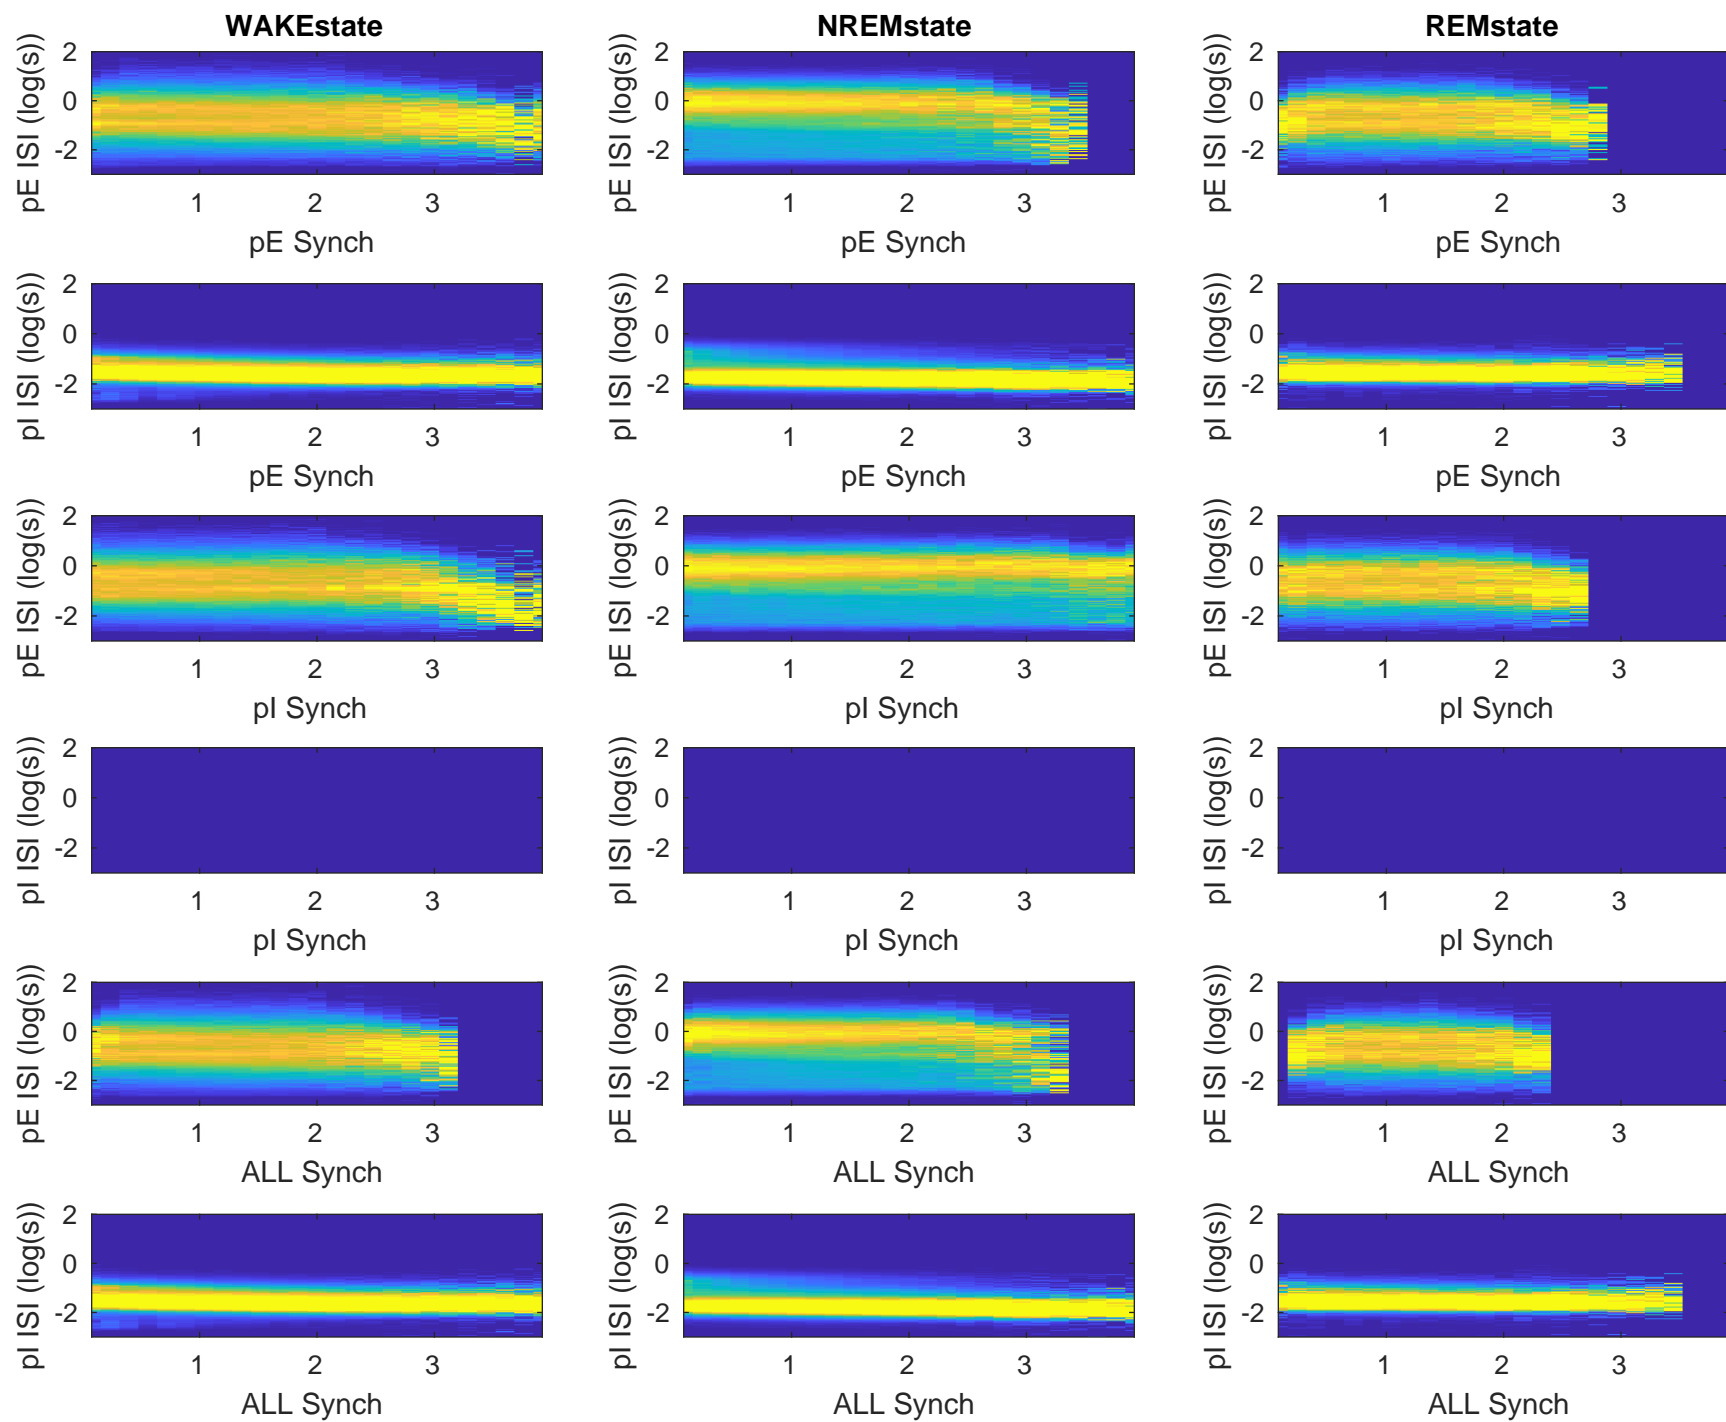 WAKEstate NREMstate REMstate
pE ISI (log(s)) 2 0 -2 pE ISI (log(s)) 2 0 -2 pE ISI (log(s)) 2 0 -2
1 2 3 1 2 3 1 2 3
pE Synch pE Synch pE Synch
pI ISI (log(s)) 2 0 -2 pI ISI (log(s)) 2 0 -2 pI ISI (log(s)) 2 0 -2
1 2 3 1 2 3 1 2 3
pE Synch pE Synch pE Synch
pE ISI (log(s)) 2 0 -2 pE ISI (log(s)) 2 0 -2 pE ISI (log(s)) 2 0 -2
1 2 3 1 2 3 1 2 3
pI Synch pI Synch pI Synch
pI ISI (log(s)) 2 0 -2 pI ISI (log(s)) 2 0 -2 pI ISI (log(s)) 2 0 -2
1 2 3 1 2 3 1 2 3
pI Synch pI Synch pI Synch
pE ISI (log(s)) 2 0 -2 pE ISI (log(s)) 2 0 -2 pE ISI (log(s)) 2 0 -2
1 2 3 1 2 3 1 2 3
ALL Synch ALL Synch ALL Synch
pI ISI (log(s)) 2 0 -2 pI ISI (log(s)) 2 0 -2 pI ISI (log(s)) 2 0 -2
1 2 3 1 2 3 1 2 3
ALL Synch ALL Synch ALL Synch